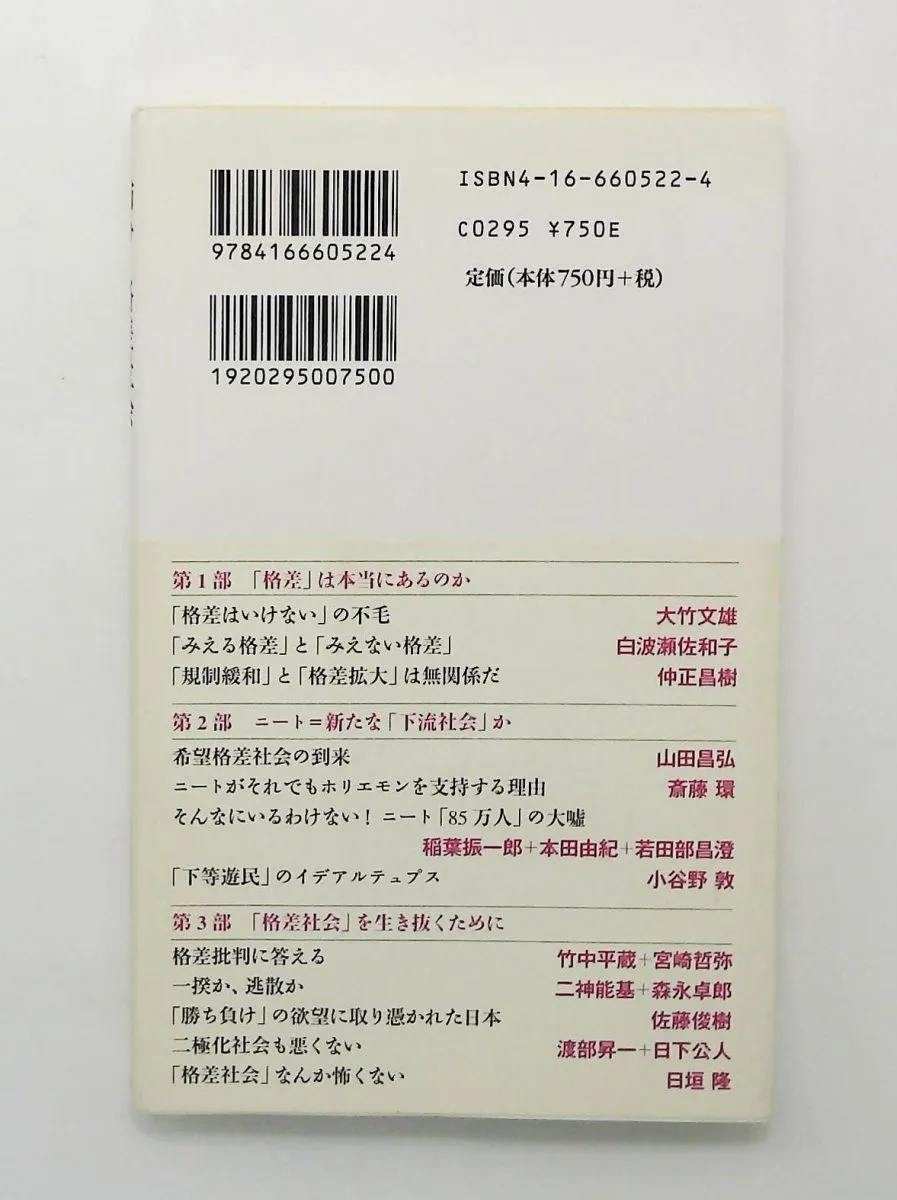 ISBN4-16-660522-4
9784166605224
C0295 ¥750E
定価(本体750円+税)
1920295007500
第1部 「格差」は本当にあるのか
「格差はいけない」の不毛 大竹文雄
「みえる格差」と「みえない格差」 白波瀬佐和子
「規制緩和」と「格差拡大」は無関係だ 仲正昌樹
第2部 ニート=新たな「下流社会」か
希望格差社会の到来 山田昌弘
ニートがそれでもホリエモンを支持する理由 斎藤 環
そんなにいるわけない! ニート「85万人」の大嘘
稲葉振一郎+本田由紀+若田部昌澄
「下等遊民」のイデアルテュプス 小谷野 敦
第3部 「格差社会」を生き抜くために
格差批判に答える 竹中平蔵+宮崎哲弥
一揆か、逃散か 二神能基+森永卓郎
「勝ち負け」の欲望に取り憑かれた日本 佐藤俊樹
二極化社会も悪くない 渡部昇一+日下公人
「格差社会」なんか怖くない 日垣 隆